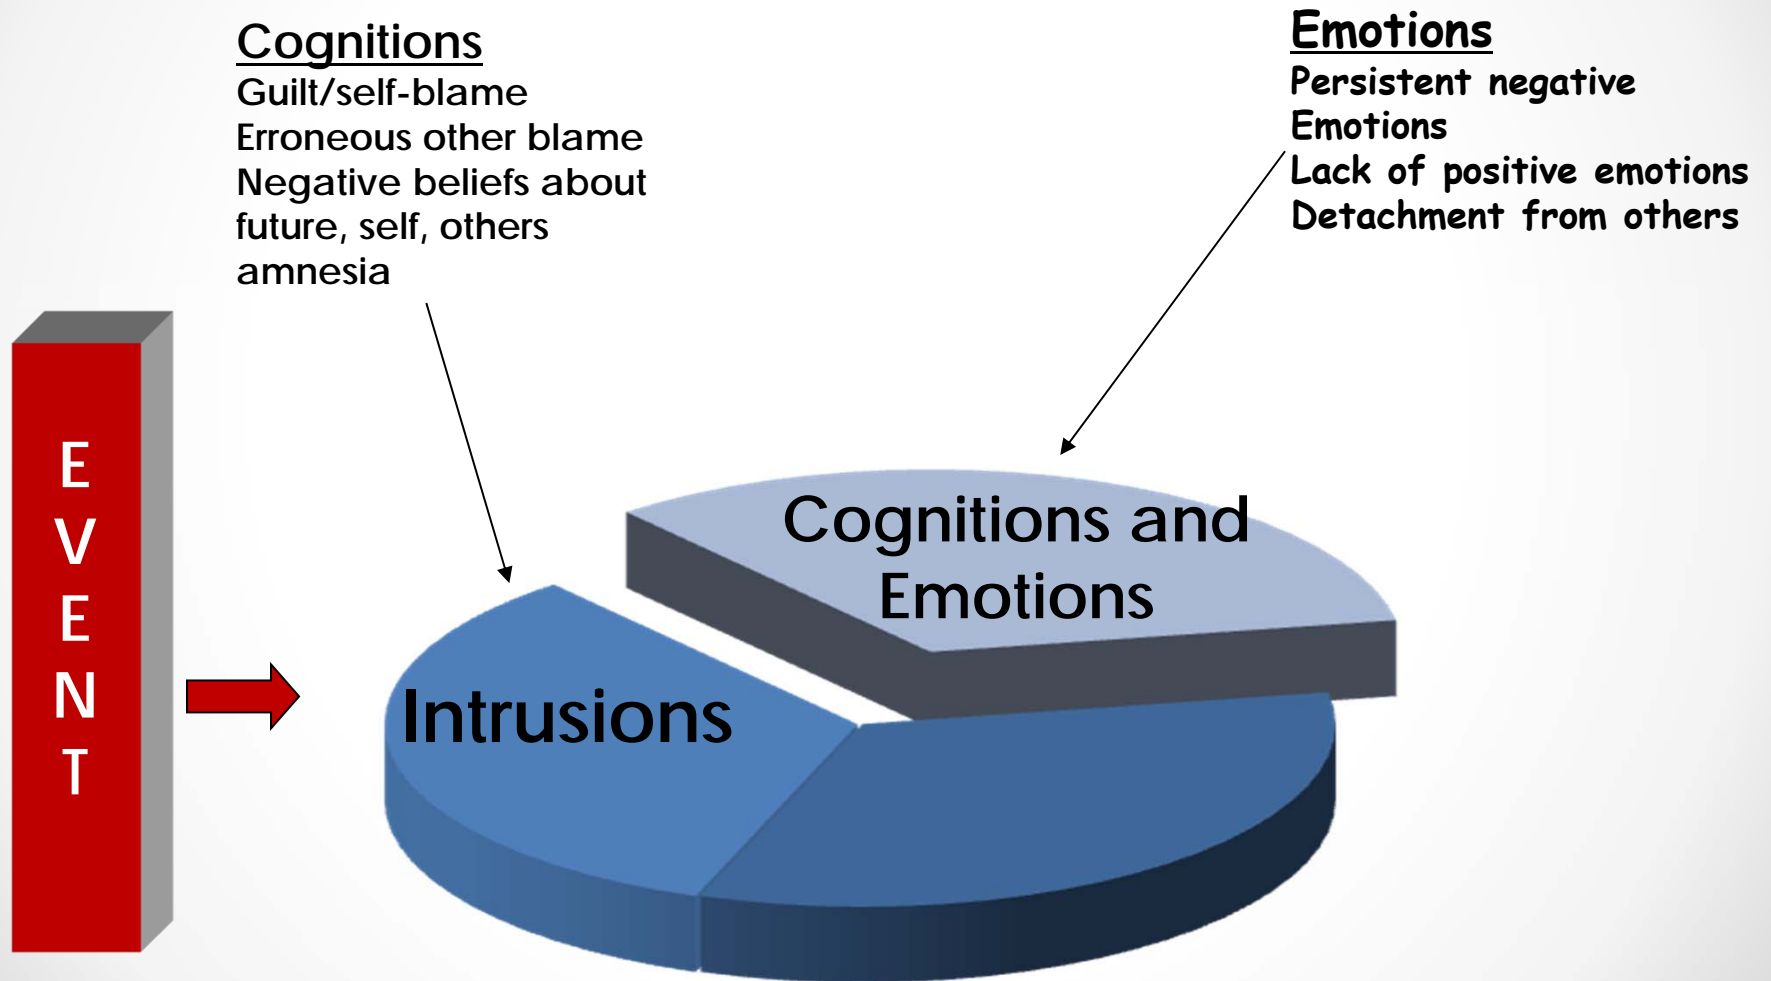 Cognitions
Guilt/self-blame
Erroneous other blame
Negative beliefs about
future, self, others
amnesia
Emotions
Persistent negative
Emotions
Lack of positive emotions
Detachment from others
E
V
E
N
T
Cognitions and
Emotions
Intrusions